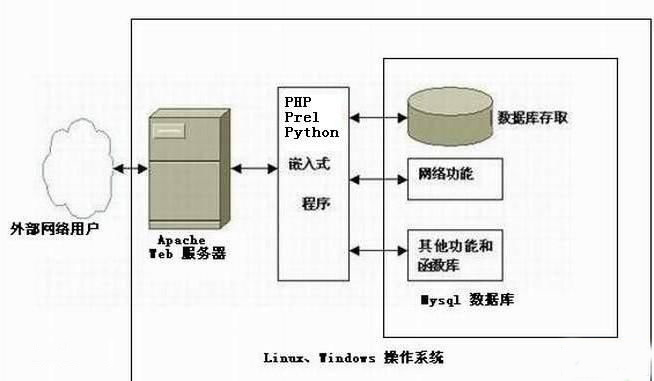 PHP
Prel
Python
嵌入式
程序
数据库存取
网络功能
其他功能和
函数库
Mysql 数据库
外部网络用户
Apache
Web 服务器
Linux、Windows 操作系统